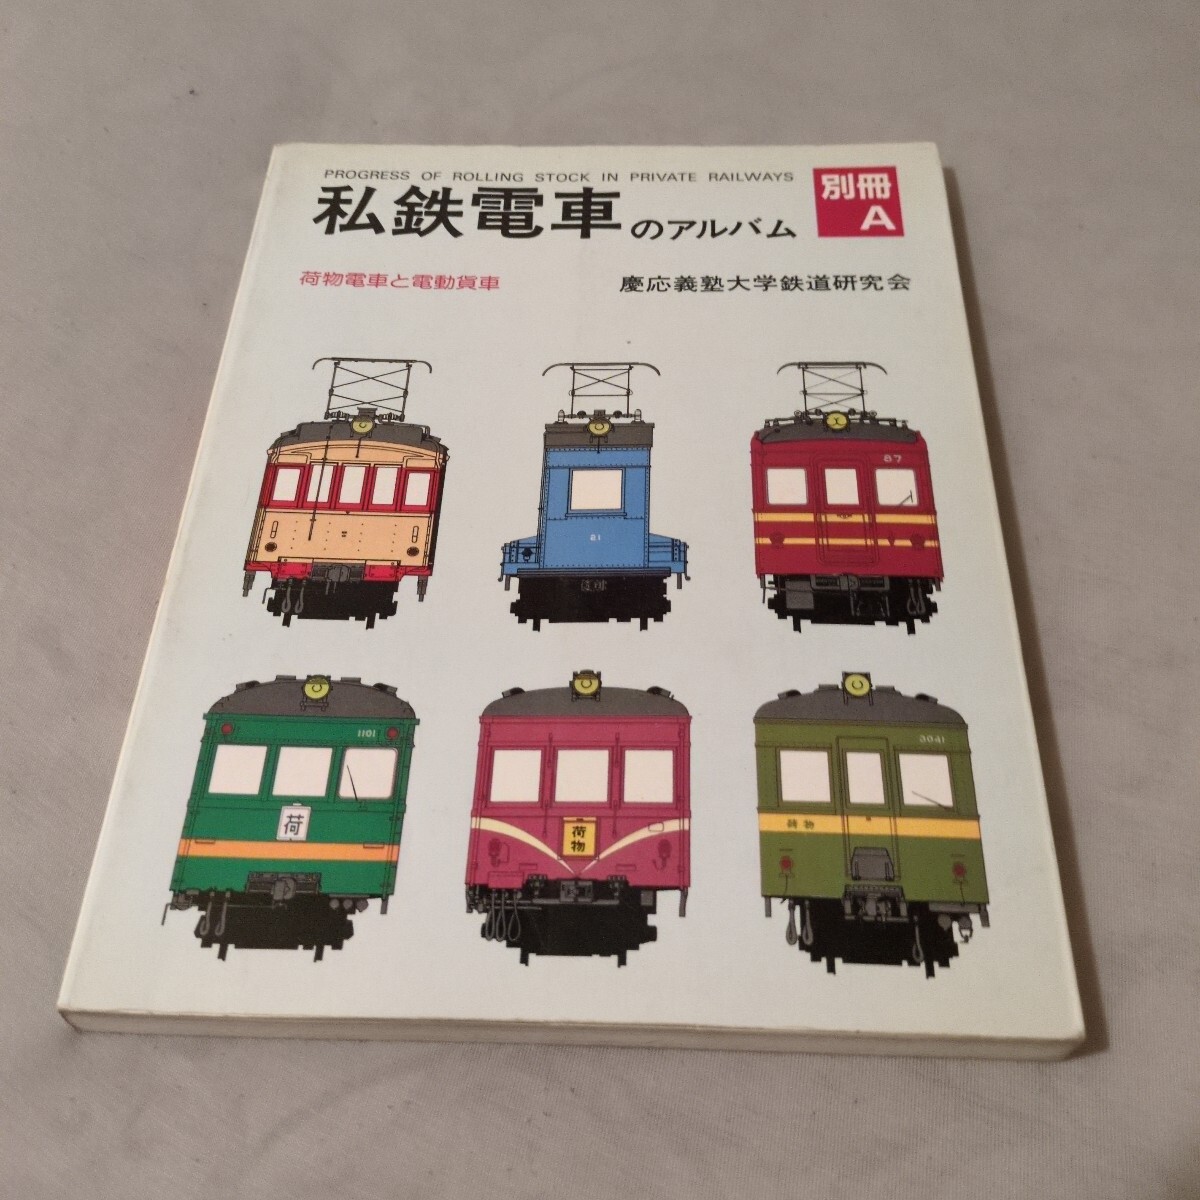 PROGRESS OF ROLLING STOCK IN PRIVATE RAILWAYS
私鉄電車のアルバム
別冊
A
荷物電車と電動貨車
慶応義塾大学鉄道研究会
87
21
1101
荷
荷
物
3041
荷物